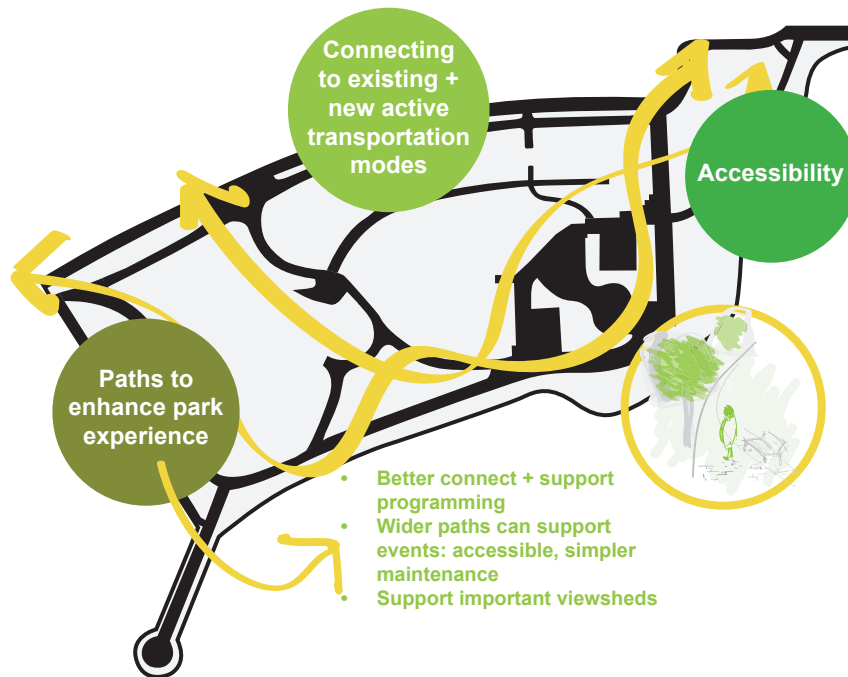 Connecting
to existing +
new active
transportation
modes
Accessibility
Paths to
enhance park
experience
• Better connect + support
programming
• Wider paths can support
events: accessible, simpler
maintenance
• Support important viewsheds